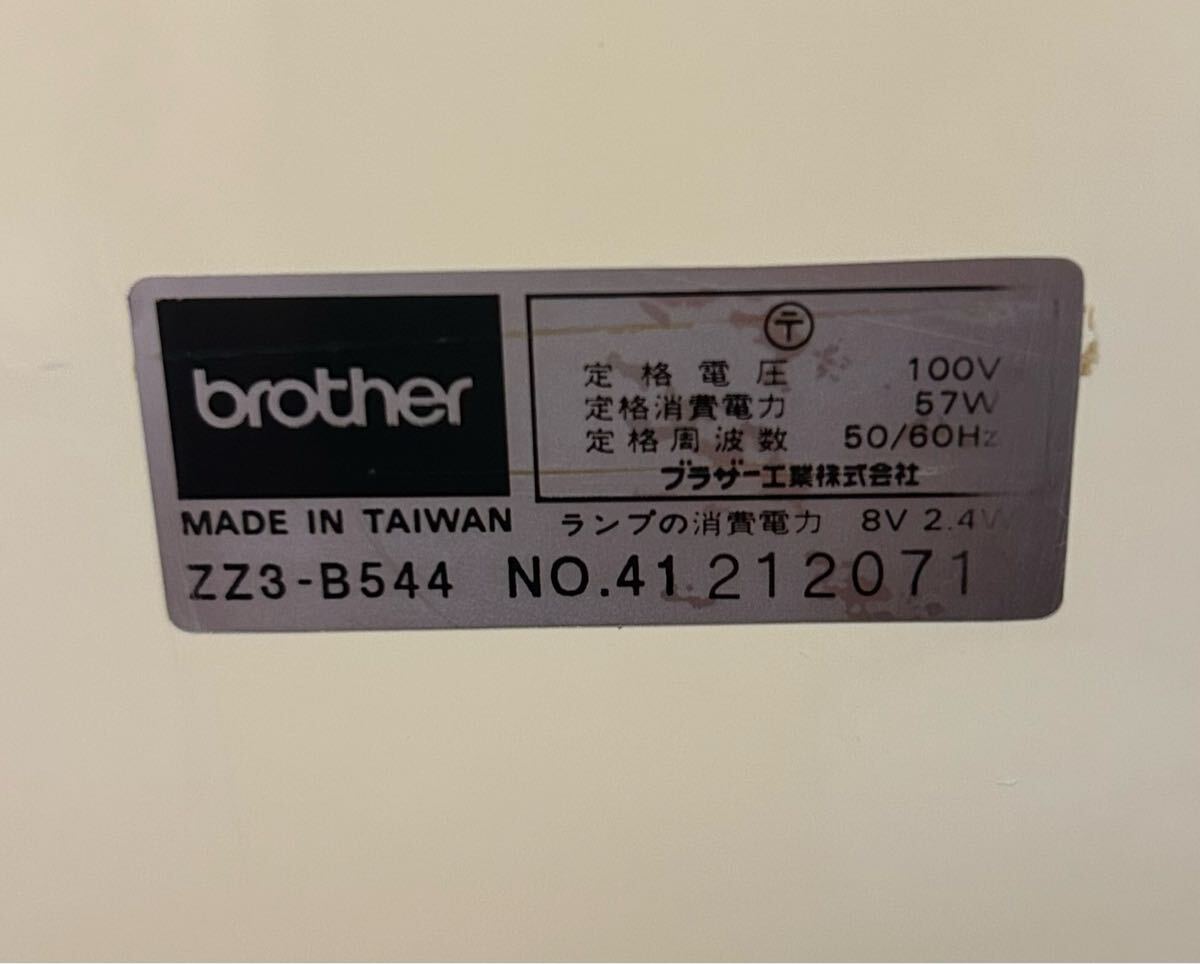 brother
〒
定格電圧 100V
定格消費電力 57W
定格周波数 50/60Hz
ブラザー工業株式会社
MADE IN TAIWAN
ランプの消費電力 8V 2.4W
ZZ3-B544 NO.41 212071